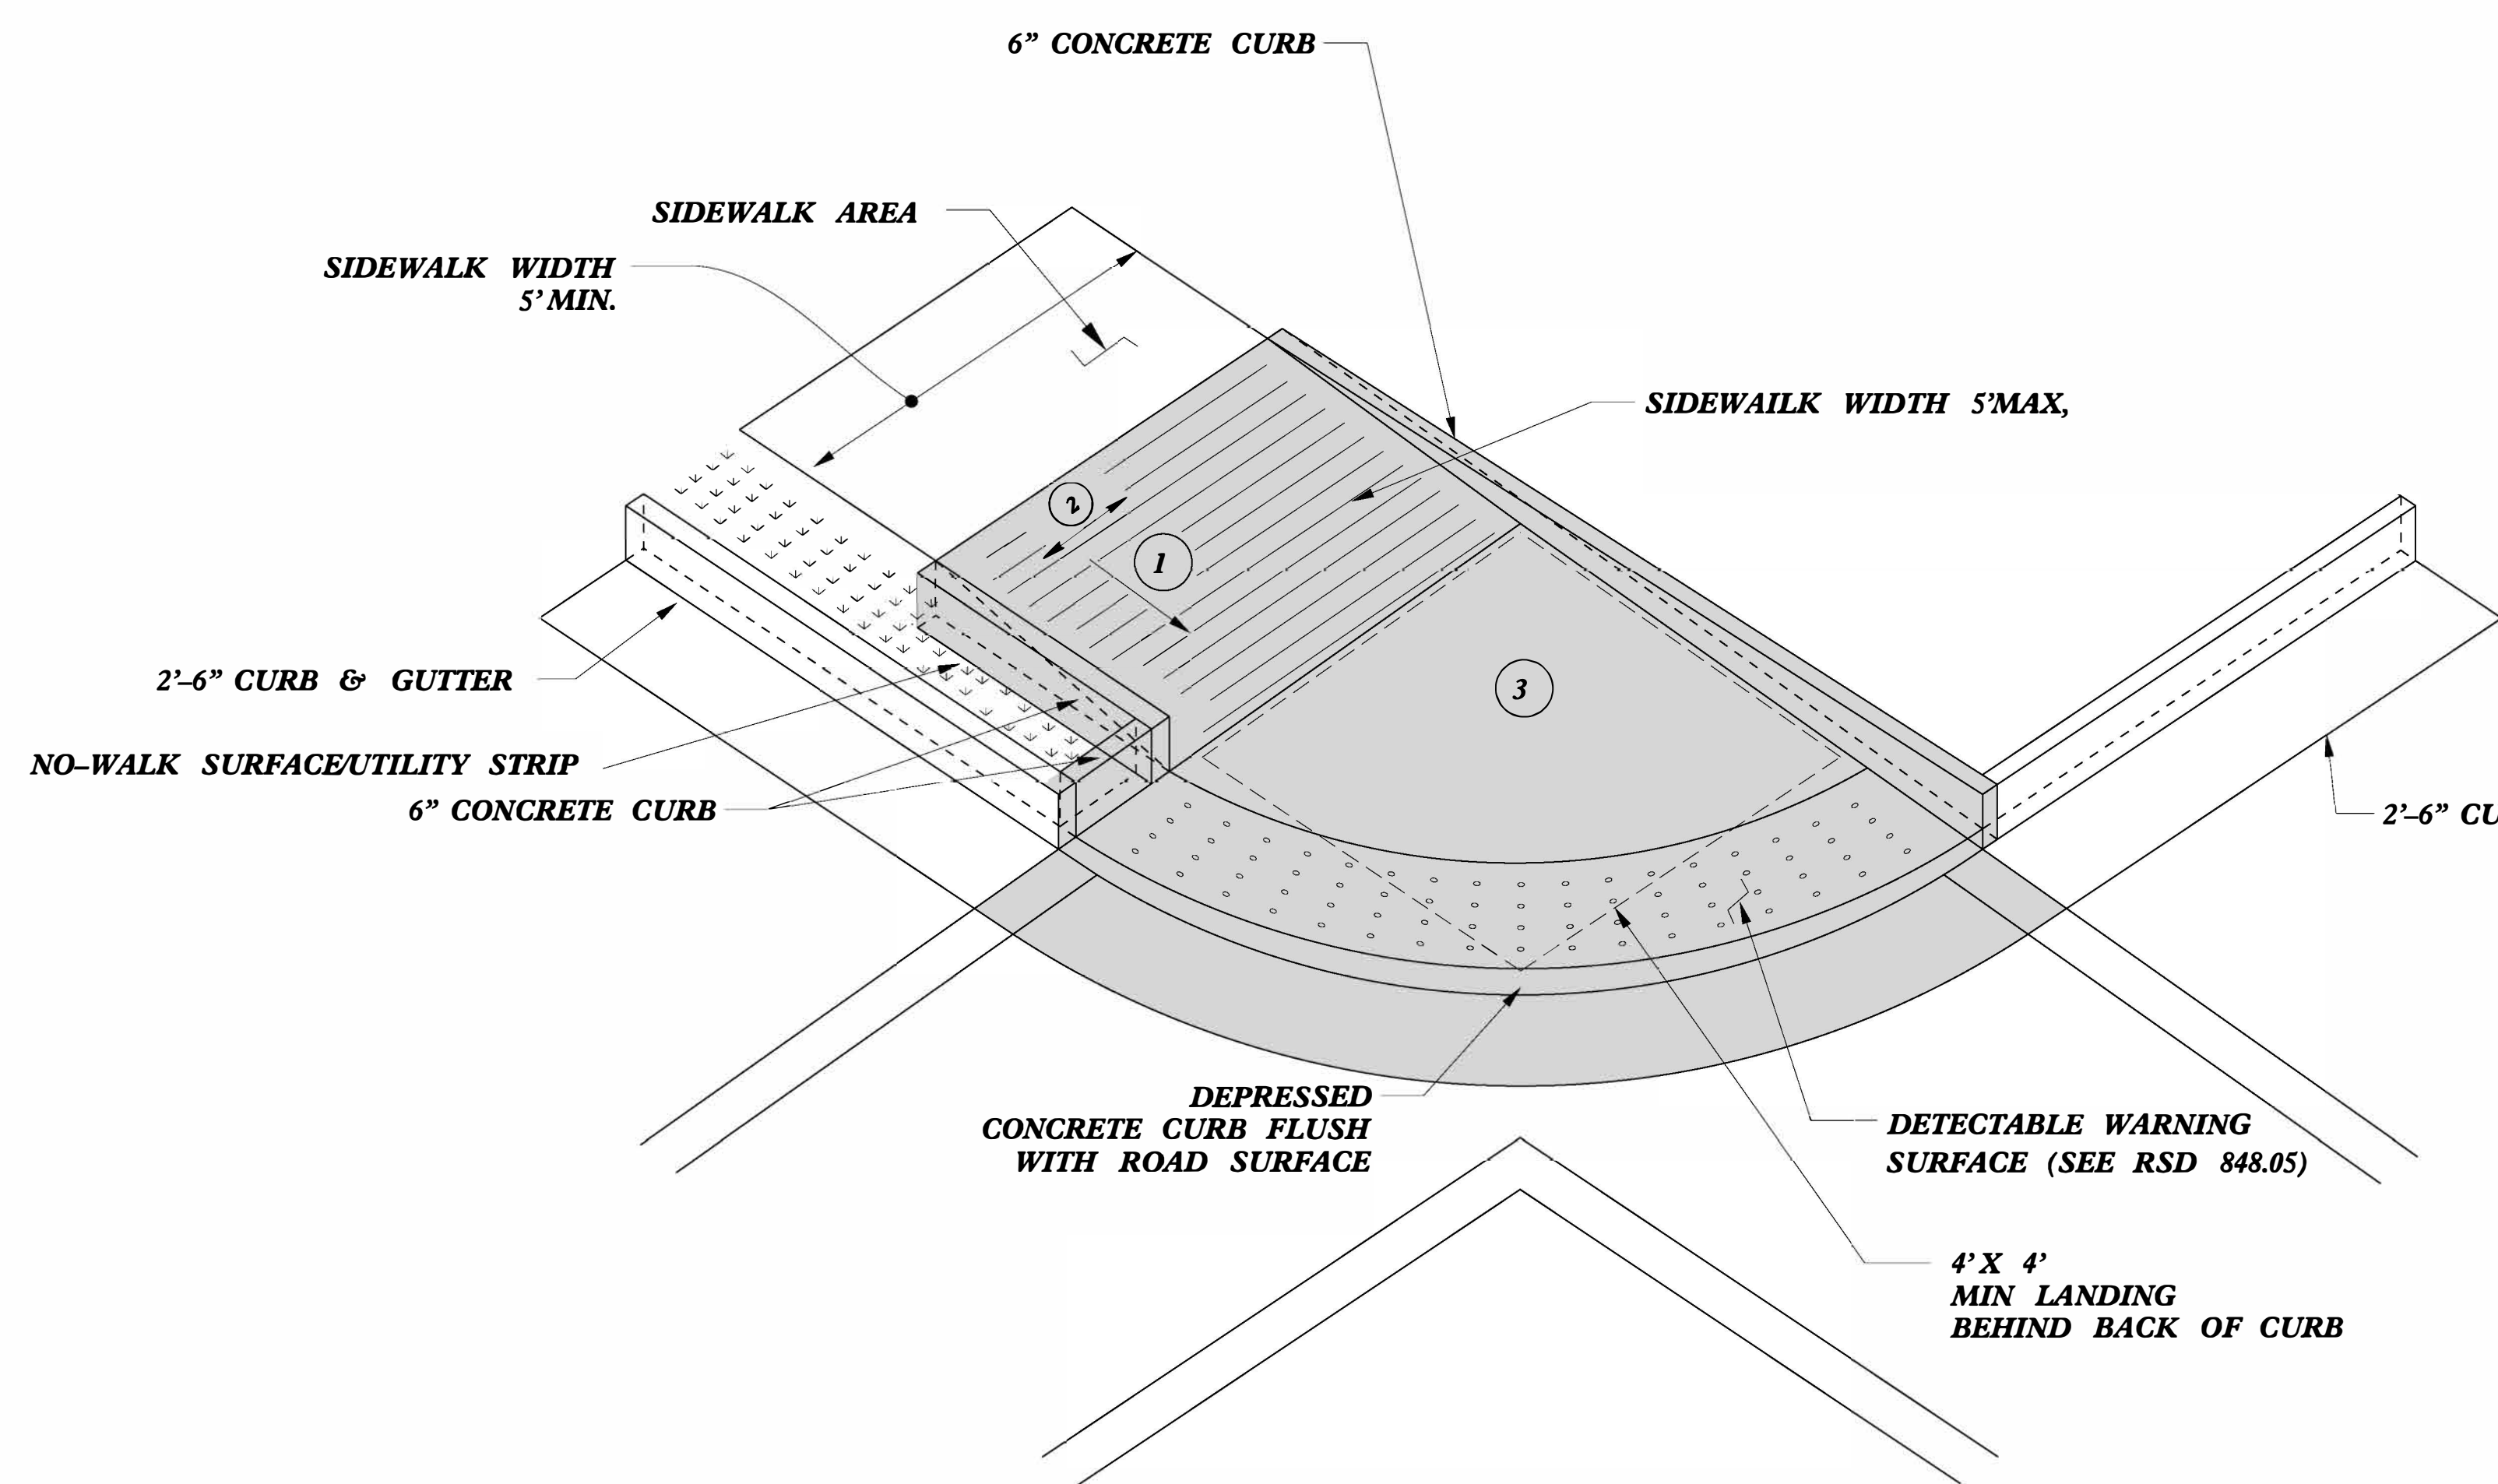 6” CONCRETE CURB
SIDEWALK AREA
SIDEWALK WIDTH
5’ MIN.
SIDEWAILK WIDTH 5’MAX,
2
1
3
2’–6” CURB & GUTTER
NO–WALK SURFACE/UTILITY STRIP
6” CONCRETE CURB
2’–6” CU
DEPRESSED
CONCRETE CURB FLUSH
WITH ROAD SURFACE
DETECTABLE WARNING
SURFACE (SEE RSD 848.05)
4’ X 4’
MIN LANDING
BEHIND BACK OF CURB